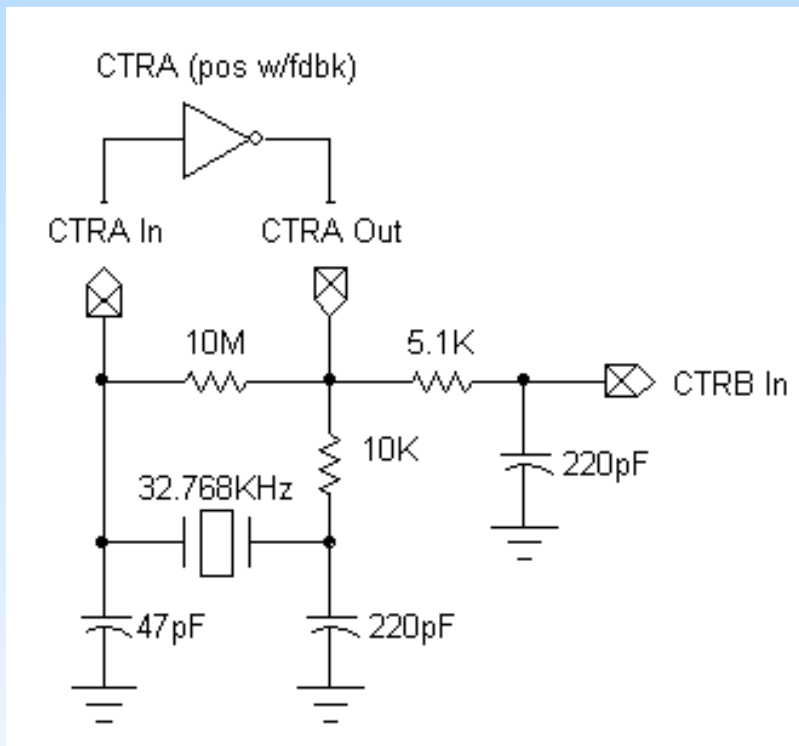 CTRA (pos w/fdbk)
CTRA In
CTRA Out
10M
5.1K
CTRB In
10K
220pF
32.768KHz
47pF
220pF